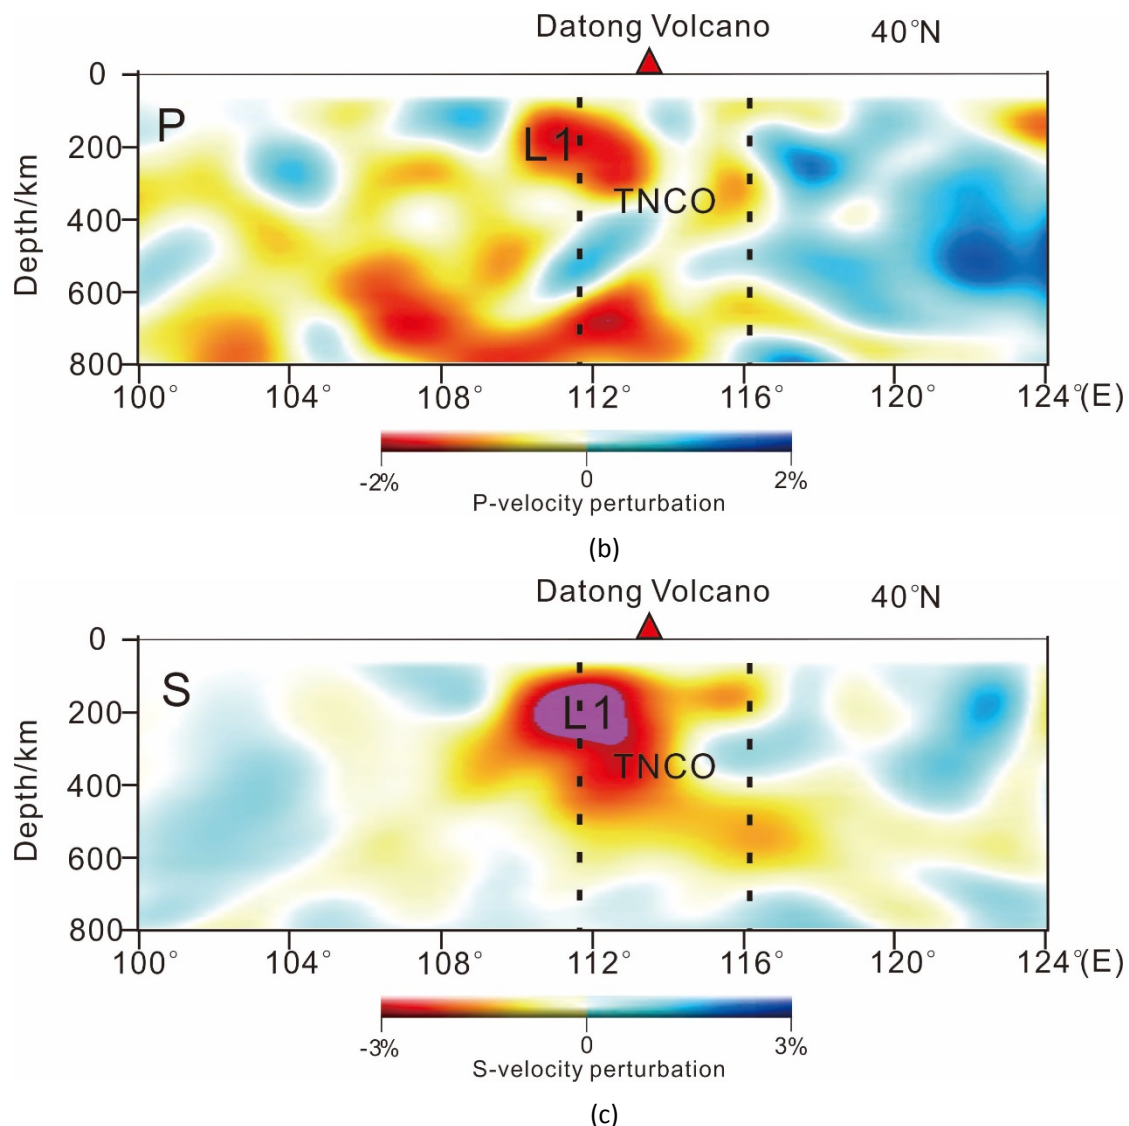 Datong Volcano 40°N
0
P
L1
200
TNCO
400
Depth/km
600
800
100° 104° 108° 112° 116° 120° 124°(E)
-2% 0 2%
P-velocity perturbation
(b)
Datong Volcano 40°N
0
S
L1
200
TNCO
400
Depth/km
600
800
100° 104° 108° 112° 116° 120° 124°(E)
-3% 0 3%
S-velocity perturbation
(c)